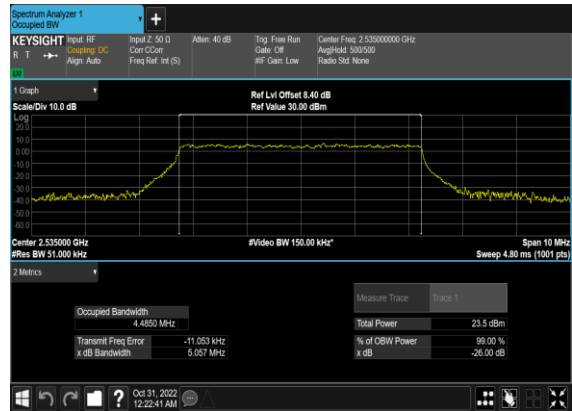 Spectrum Analyzer 1
Occupied BW
KEYSIGHT Input: RF Input Z: 50 Ω Atten: 40 dB Trig: Free Run Center Freq: 2.535000000 GHz
R T Coupling: DC Corr CCorr Gate: Off Avg|Hold: 500/500
Align: Auto Freq Ref: Int (S) #IF Gain: Low Radio Std: None
LXI
1 Graph Ref Lvl Offset 8.40 dB
Scale/Div 10.0 dB Ref Value 30.00 dBm
Log
20.0
10.0
0.00
-10.0
-20.0
-30.0
-40.0
-50.0
-60.0
Center 2.535000 GHz #Video BW 150.00 kHz* Span 10 MHz
#Res BW 51.000 kHz Sweep 4.80 ms (1001 pts)
2 Metrics
Measure Trace Trace 1
Occupied Bandwidth
4.4850 MHz Total Power 23.5 dBm
Transmit Freq Error -11.053 kHz % of OBW Power 99.00 %
x dB Bandwidth 5.057 MHz x dB -26.00 dB
Oct 31, 2022
12:22:41 AM